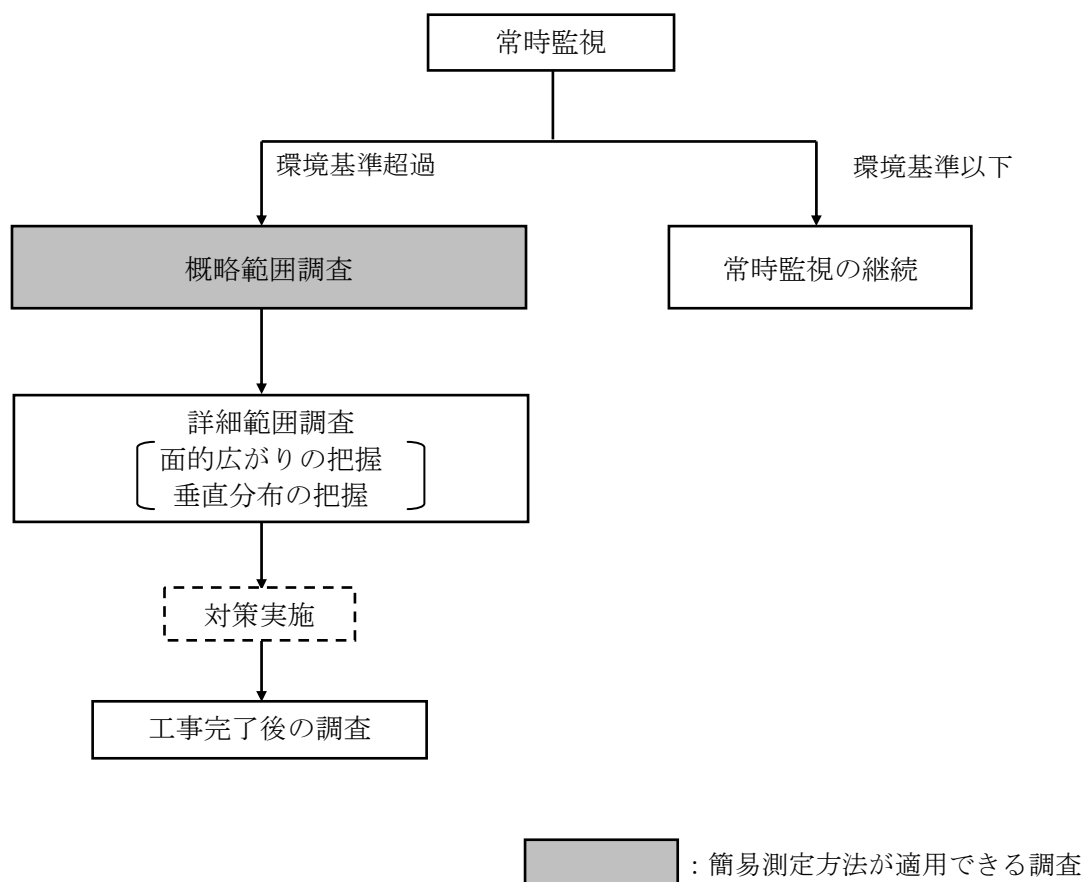 常時監視
環境基準超過
環境基準以下
概略範囲調査
常時監視の継続
詳細範囲調査
面的広がりの把握
垂直分布の把握
対策実施
工事完了後の調査
：簡易測定方法が適用できる調査